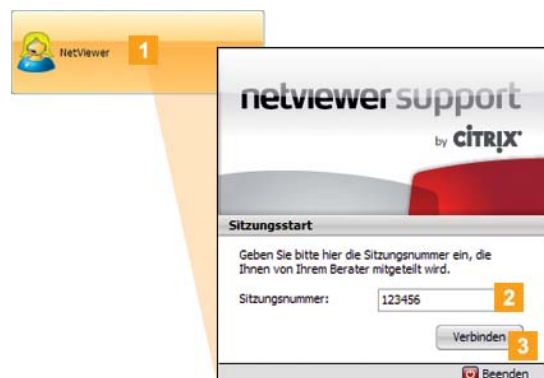 NetViewer 1
netviewer support
by CITRIX®
Sitzungsstart
Geben Sie bitte hier die Sitzungsnummer ein, die
Ihnen von Ihrem Berater mitgeteilt wird.
Sitzungsnummer: 123456 2
Verbinden 3
Beenden